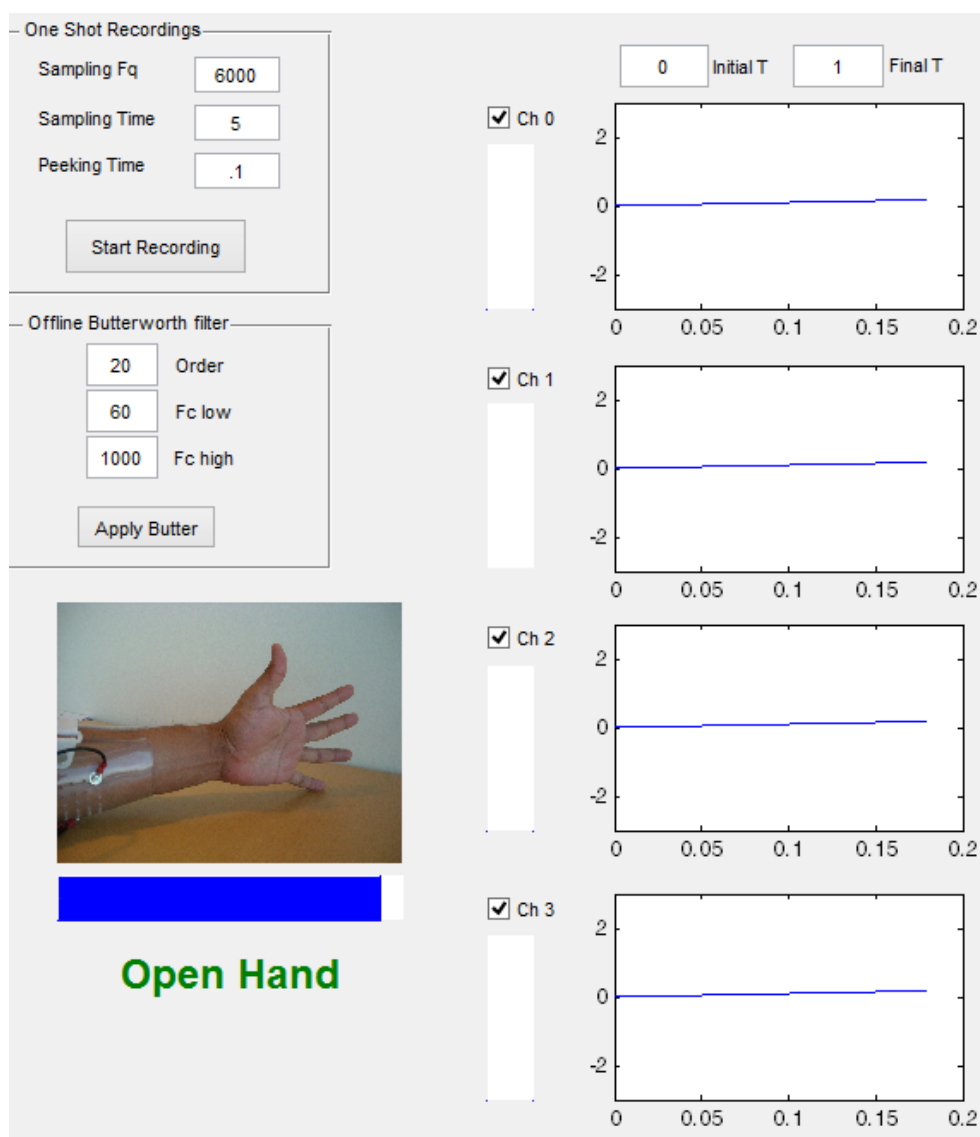 One Shot Recordings
Sampling Fq 6000
Sampling Time 5
Peeking Time .1
Start Recording
Offline Butterworth filter
20 Order
60 Fc low
1000 Fc high
Apply Butter
Open Hand
0 Initial T 1 Final T
Ch 0
2
0
-2
0 0.05 0.1 0.15 0.2
Ch 1
2
0
-2
0 0.05 0.1 0.15 0.2
Ch 2
2
0
-2
0 0.05 0.1 0.15 0.2
Ch 3
2
0
-2
0 0.05 0.1 0.15 0.2